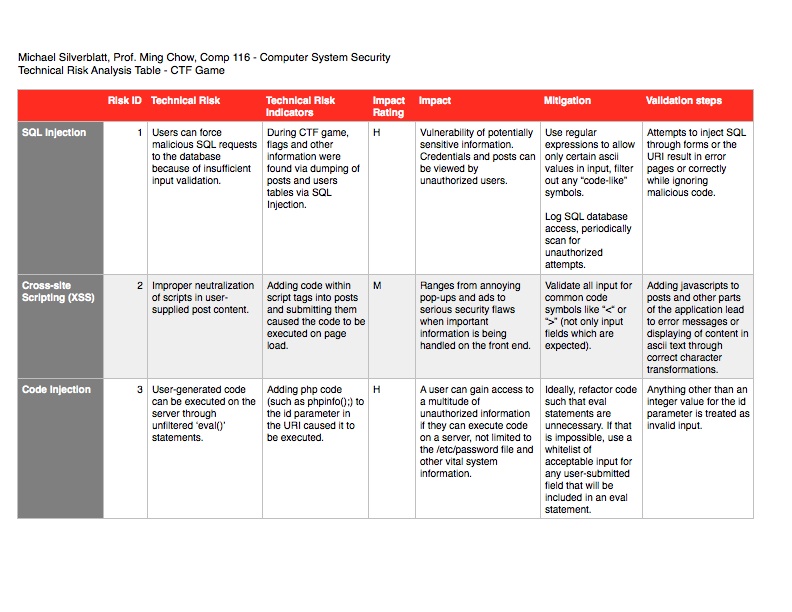 Michael Silverblatt, Prof. Ming Chow, Comp 116 - Computer System Security
Technical Risk Analysis Table - CTF Game
Risk ID
Technical Risk
Technical Risk
Indicators
Impact
Rating
Impact
Mitigation
Validation steps
SQL Injection
1
Users can force
malicious SQL requests
to the database
because of insufficient
input validation.
During CTF game,
flags and other
information were
found via dumping of
posts and users
tables via SQL
Injection.
H
Vulnerability of potentially
sensitive information.
Credentials and posts can
be viewed by
unauthorized users.
Use regular
expressions to allow
only certain ascii
values in input, filter
out any “code-like”
symbols.
Log SQL database
access, periodically
scan for
unauthorized
attempts.
Attempts to inject SQL
through forms or the
URI result in error
pages or correctly
while ignoring
malicious code.
Cross-site
Scripting (XSS)
2
Improper neutralization
of scripts in user-
supplied post content.
Adding code within
script tags into posts
and submitting them
caused the code to be
executed on page
load.
M
Ranges from annoying
pop-ups and ads to
serious security flaws
when important
information is being
handled on the front end.
Validate all input for
common code
symbols like “<“ or
“>” (not only input
fields which are
expected).
Adding javascripts to
posts and other parts
of the application lead
to error messages or
displaying of content in
ascii text through
correct character
transformations.
Code Injection
3
User-generated code
can be executed on the
server through
unfiltered ‘eval()’
statements.
Adding php code
(such as phpinfo();) to
the id parameter in
the URI caused it to
be executed.
H
A user can gain access to
a multitude of
unauthorized information
if they can execute code
on a server, not limited to
the /etc/password file and
other vital system
information.
Ideally, refactor code
such that eval
statements are
unnecessary. If that
is impossible, use a
whitelist of
acceptable input for
any user-submitted
field that will be
included in an eval
statement.
Anything other than an
integer value for the id
parameter is treated as
invalid input.